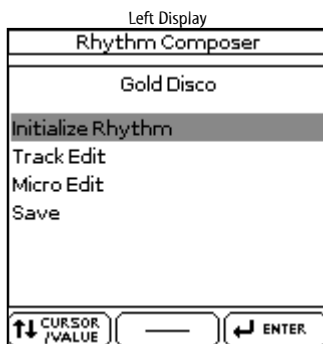 Left Display
Rhythm Composer
Gold Disco
Initialize Rhythm
Track Edit
Micro Edit
Save
CURSOR
/VALUE
ENTER